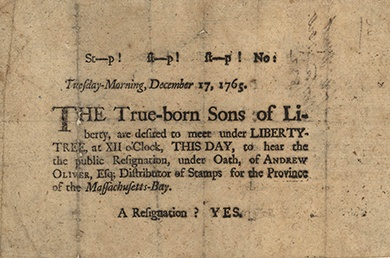 St—p! ſt—p! ſt—p! No:
Tuesday-Morning, December 17, 1765.
THE True-born Sons of Li-
berty, are deſired to meet under LIBERTY-
TREE, at XII o'Clock, THIS DAY, to hear the
the public Reſignation, under Oath, of ANDREW
OLIVER, Eſq; Diſtributor of Stamps for the Province
of the Maſſachuſetts-Bay.
A Reſignation? YES.